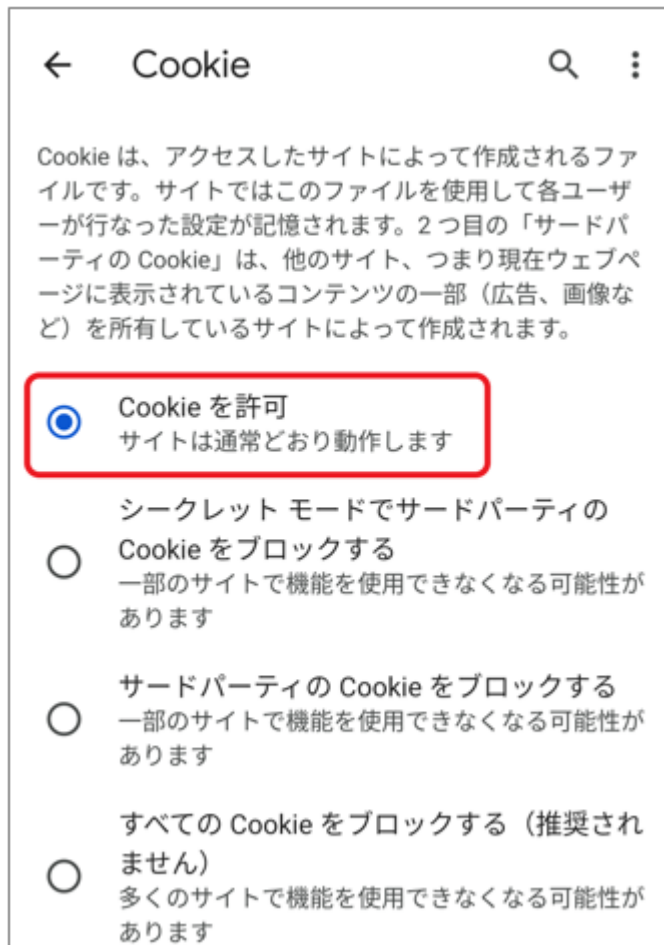 Cookie
Cookie は、アクセスしたサイトによって作成されるファ
イルです。サイトではこのファイルを使用して各ユーザ
ーが行なった設定が記憶されます。2 つ目の「サードパ
ーティの Cookie」は、他のサイト、つまり現在ウェブペ
ージに表示されているコンテンツの一部（広告、画像な
ど）を所有しているサイトによって作成されます。
Cookie を許可
サイトは通常どおり動作します
シークレット モードでサードパーティの
Cookie をブロックする
一部のサイトで機能を使用できなくなる可能性が
あります
サードパーティの Cookie をブロックする
一部のサイトで機能を使用できなくなる可能性が
あります
すべての Cookie をブロックする（推奨され
ません）
多くのサイトで機能を使用できなくなる可能性が
あります